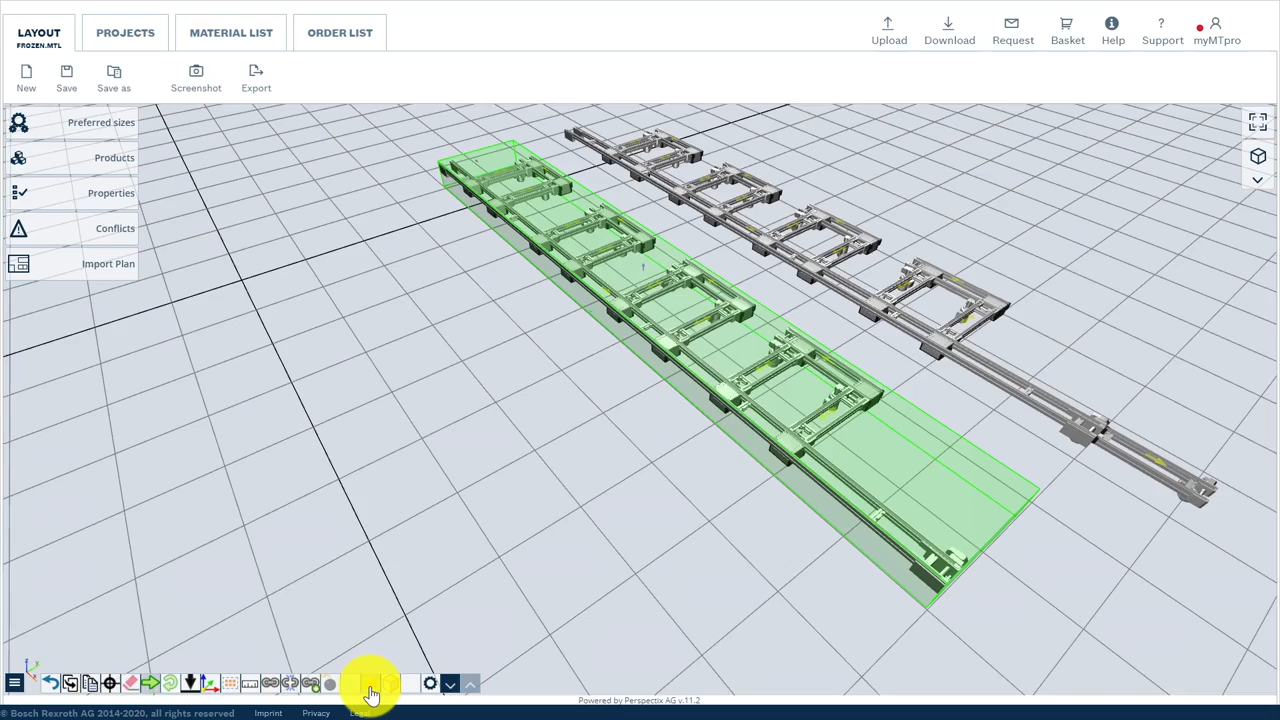 LAYOUT
FROZEN.MTL
PROJECTS
MATERIAL LIST
ORDER LIST
Upload
Download
Request
Basket
Help
Support
myMTpro
New
Save
Save as
Screenshot
Export
Preferred sizes
Products
Properties
Conflicts
Import Plan
Powered by Perspectix AG v.11.2
© Bosch Rexroth AG 2014-2020, all rights reserved
Imprint
Privacy
Legal